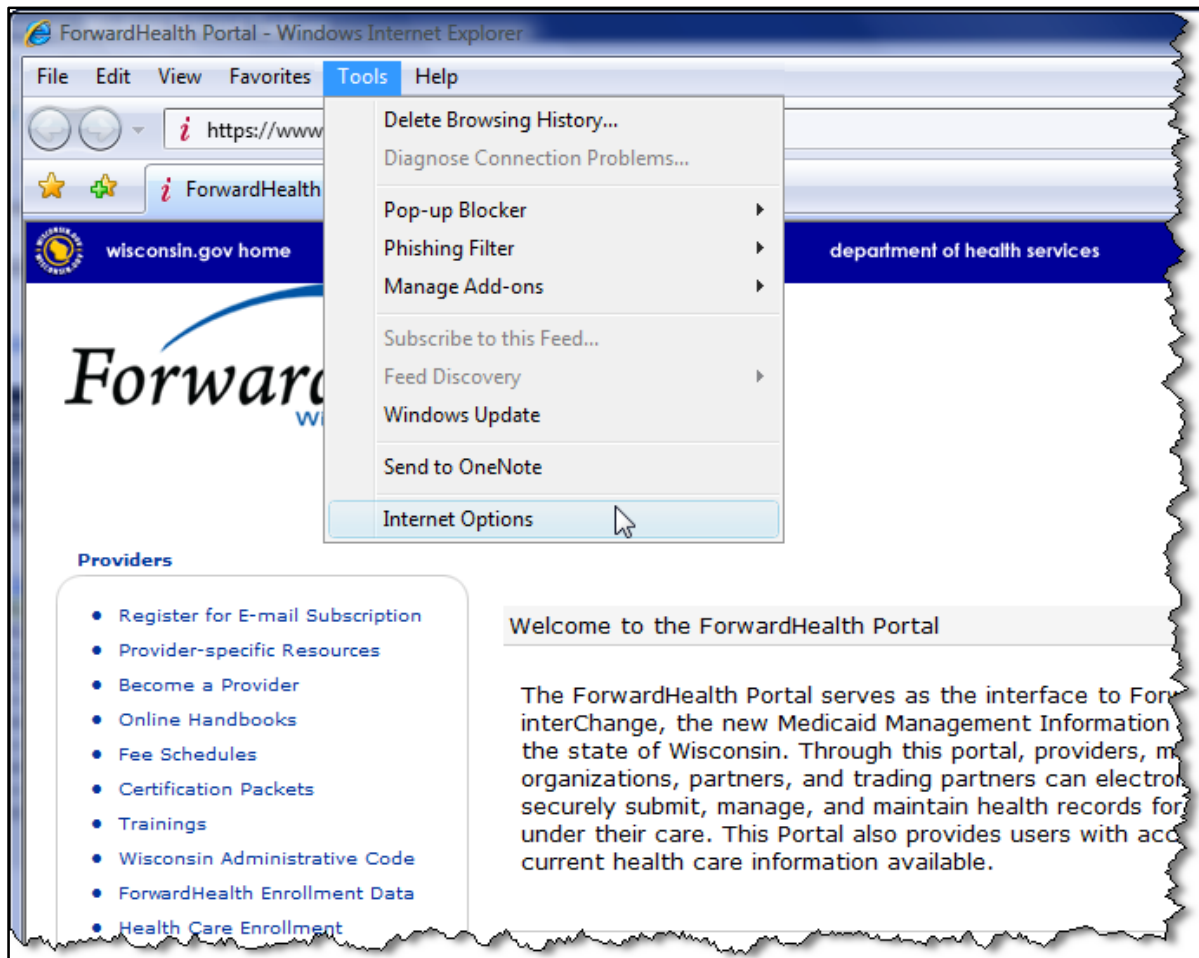 ForwardHealth Portal - Windows Internet Explorer
File Edit View Favorites Tools Help
https://www
ForwardHealth
Delete Browsing History...
Diagnose Connection Problems...
Pop-up Blocker
Phishing Filter
Manage Add-ons
Subscribe to this Feed...
Feed Discovery
Windows Update
Send to OneNote
Internet Options
wisconsin.gov home department of health services
Forward
Wi
Providers
Register for E-mail Subscription
Provider-specific Resources
Become a Provider
Online Handbooks
Fee Schedules
Certification Packets
Trainings
Wisconsin Administrative Code
ForwardHealth Enrollment Data
Health Care Enrollment
Welcome to the ForwardHealth Portal
The ForwardHealth Portal serves as the interface to Forw
interChange, the new Medicaid Management Information
the state of Wisconsin. Through this portal, providers, m
organizations, partners, and trading partners can electron
securely submit, manage, and maintain health records for
under their care. This Portal also provides users with acc
current health care information available.